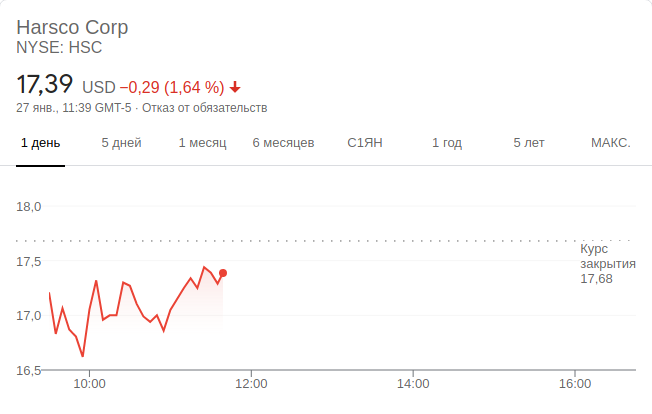 Harsco Corp
NYSE: HSC
17,39 USD −0,29 (1,64 %)
27 янв., 11:39 GMT-5 · Отказ от обязательств
1 день 5 дней 1 месяц 6 месяцев С1ЯН 1 год 5 лет МАКС.
18,0
Курс
закрытия
17,68
17,5
17,0
16,5
10:00 12:00 14:00 16:00